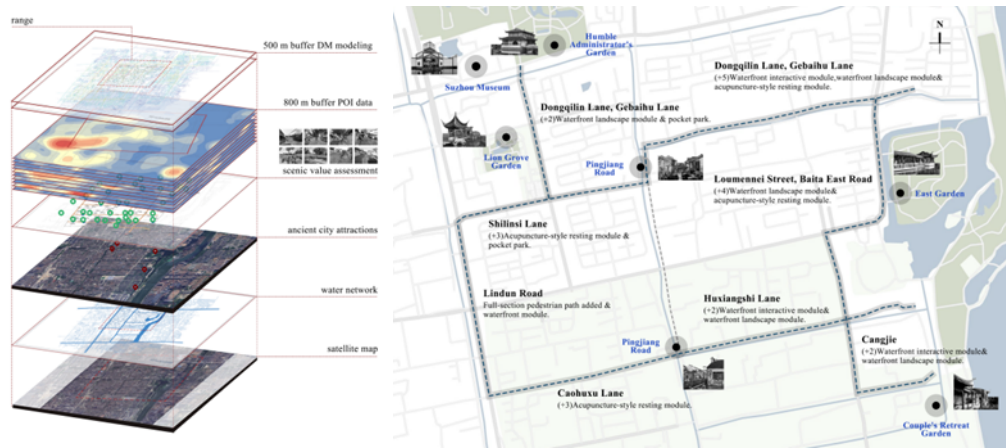 range
500 m buffer DM modeling
800 m buffer POI data
scenic value assessment
ancient city attractions
water network
satellite map
N
Humble
Administrator's
Garden
Suzhou Museum
Dongqilin Lane, Gebaihu Lane
(+5)Waterfront interactive module,waterfront landscape module&
acupuncture-style resting module.
Dongqilin Lane, Gebaihu Lane
(+2)Waterfront landscape module & pocket park.
Lion Grove
Garden
Pingjiang
Road
Loumennei Street, Baita East Road
(+4)Waterfront landscape module&
acupuncture-style resting module.
East Garden
Shilinsi Lane
(+3)Acupuncture-style resting module &
pocket park.
Lindun Road
Full-section pedestrian path added &
waterfront module.
Huxiangshi Lane
(+2)Waterfront interactive module&
waterfront landscape module.
Pingjiang
Road
Cangjie
(+2)Waterfront interactive module&
waterfront landscape module.
Caohuxu Lane
(+3)Acupuncture-style resting module.
Couple's Retreat
Garden